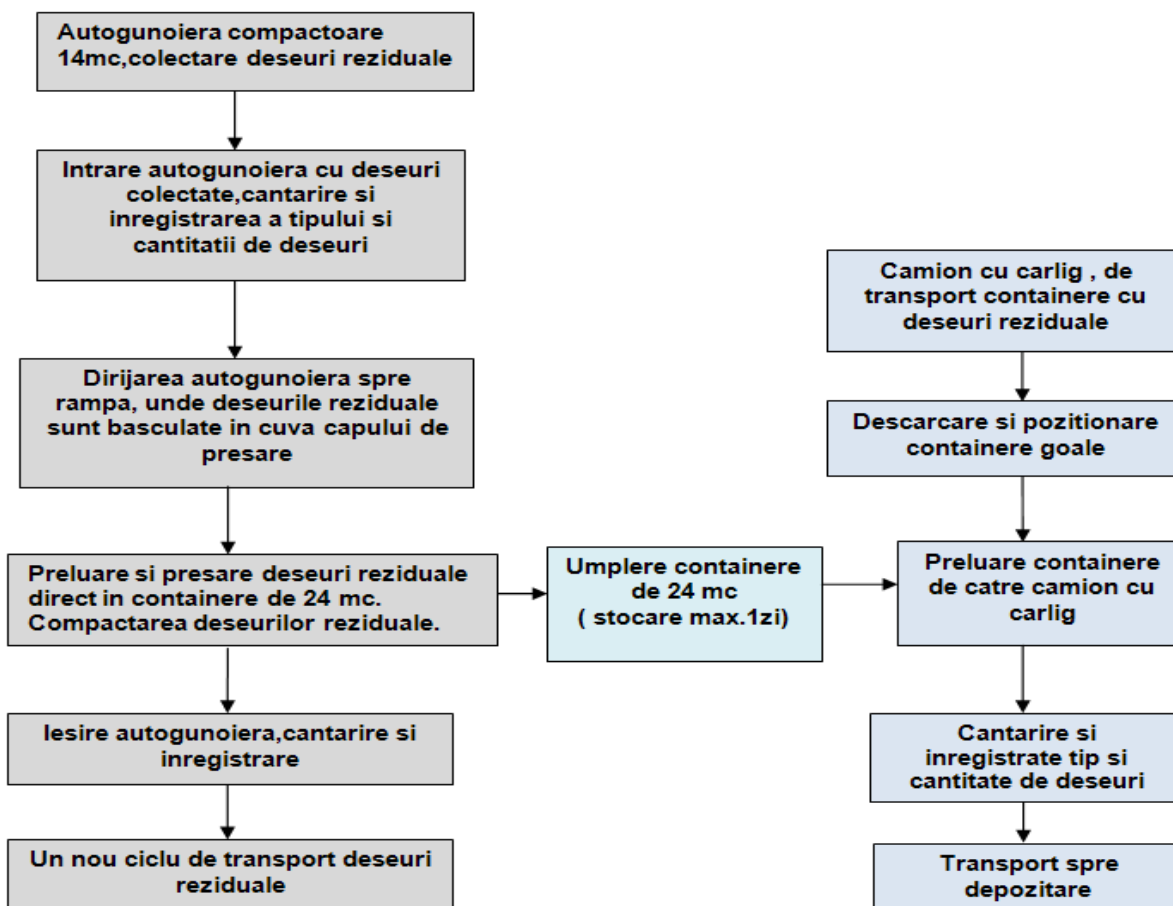 Autogunoiera compactoare
14mc,colectare deseuri reziduale
Intrare autogunoiera cu deseuri
colectate,cantarire si
inregistrarea a tipului si
cantitatii de deseuri
Dirijarea autogunoiera spre
rampa, unde deseurile reziduale
sunt basculate in cuva capului de
presare
Preluare si presare deseuri reziduale
direct in containere de 24 mc.
Compactarea deseurilor reziduale.
Iesire autogunoiera,cantarire si
inregistrare
Un nou ciclu de transport deseuri
reziduale
Umplere containere
de 24 mc
( stocare max.1zi)
Camion cu carlig , de
transport containere cu
deseuri reziduale
Descarcare si pozitionare
containere goale
Preluare containere
de catre camion cu
carlig
Cantarire si
inregistrate tip si
cantitate de deseuri
Transport spre
depozitare